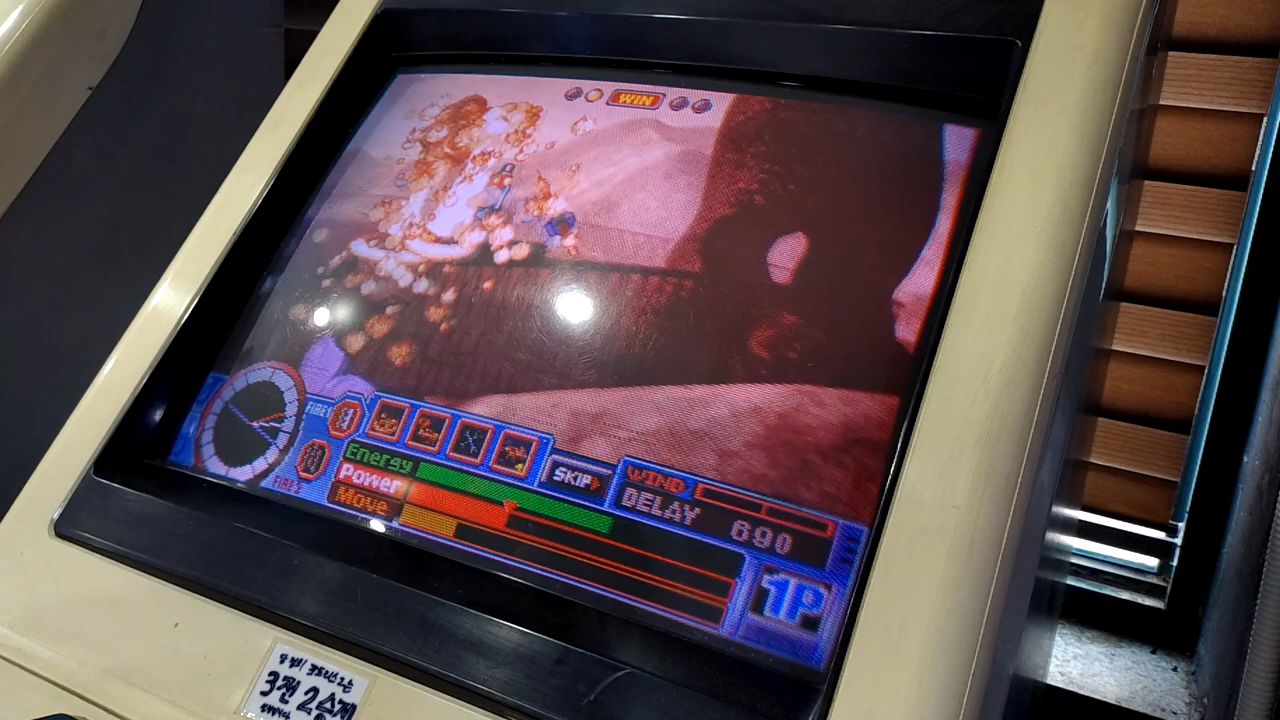 WIN
FIRE1
FIRE2
Energy
Power
Move
SKIP
WIND
DELAY 690
1P
3전 2승제